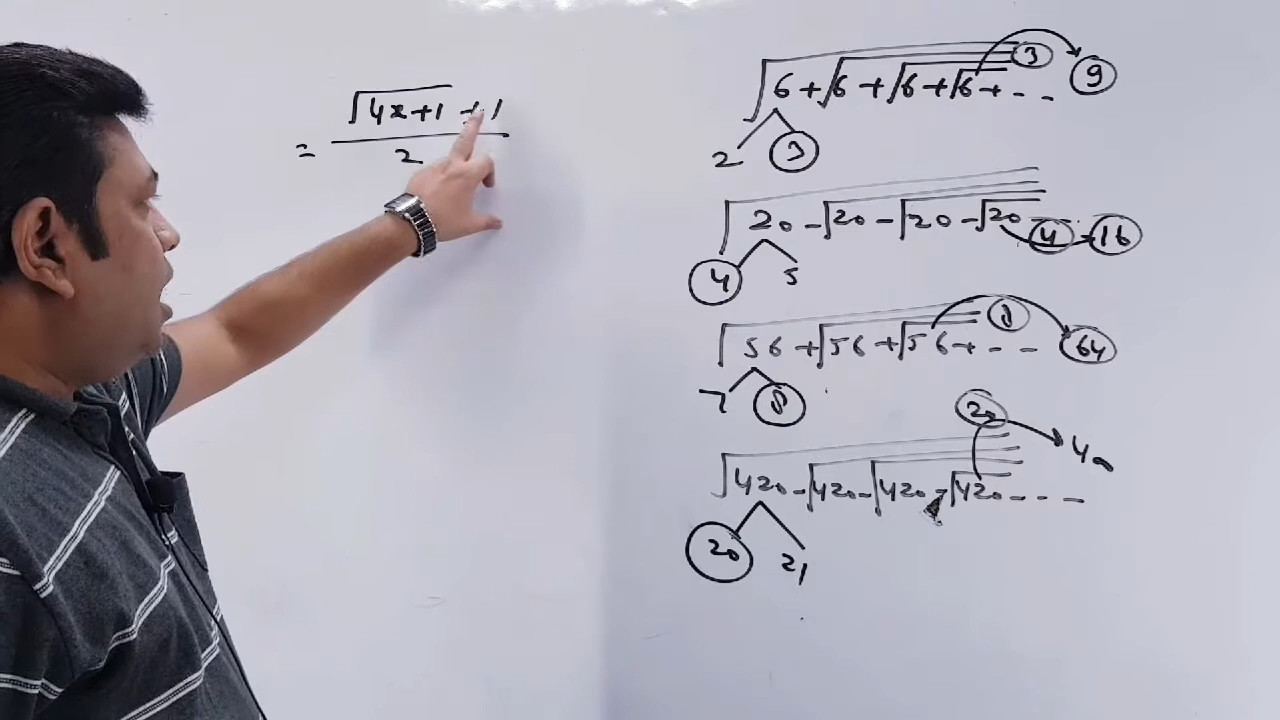 = (√(4x+1) + 1) / 2
√6+√6+√6+√6+-- 3 9
2 3
√20-√20-√20-√20 --- 4 16
4 5
√56+√56+√56+-- 8 64
7 8
20 400
√420-√420-√420-√420---
20 21